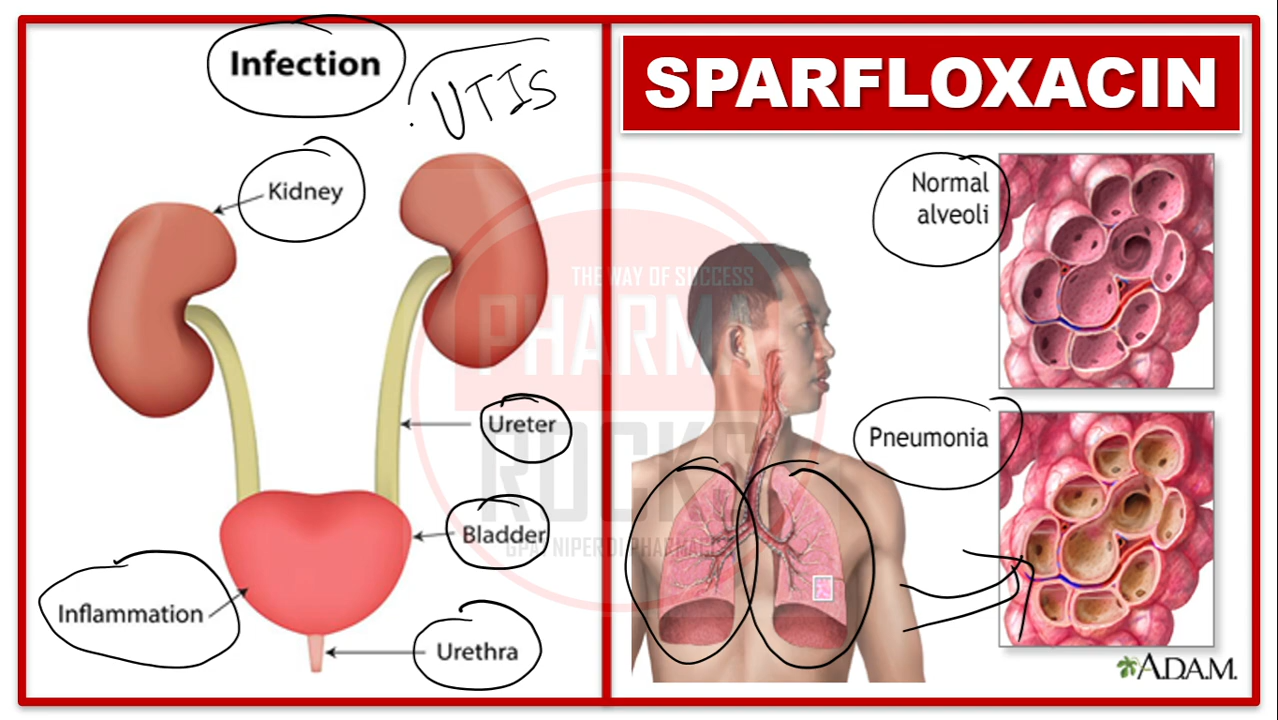 Infection
UTIs
Kidney
Ureter
Bladder
Inflammation
Urethra
SPARFLOXACIN
Normal
alveoli
Pneumonia
THE WAY OF SUCCESS
PHARMA
ROCKS
A.D.A.M.